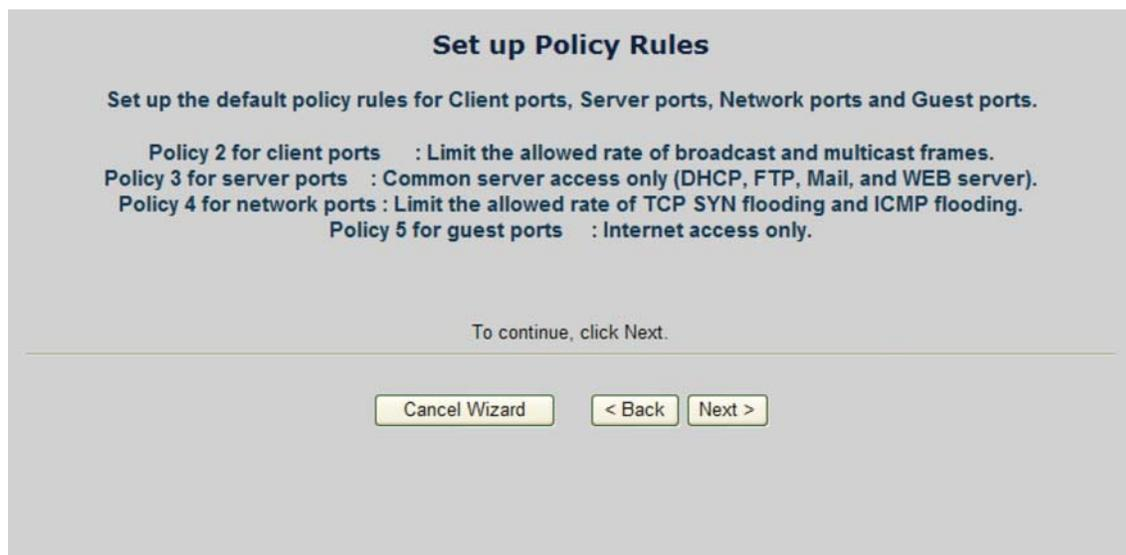 Set up Policy Rules
Set up the default policy rules for Client ports, Server ports, Network ports and Guest ports.
Policy 2 for client ports : Limit the allowed rate of broadcast and multicast frames.
Policy 3 for server ports : Common server access only (DHCP, FTP, Mail, and WEB server).
Policy 4 for network ports : Limit the allowed rate of TCP SYN flooding and ICMP flooding.
Policy 5 for guest ports : Internet access only.
To continue, click Next.
Cancel Wizard < Back Next >